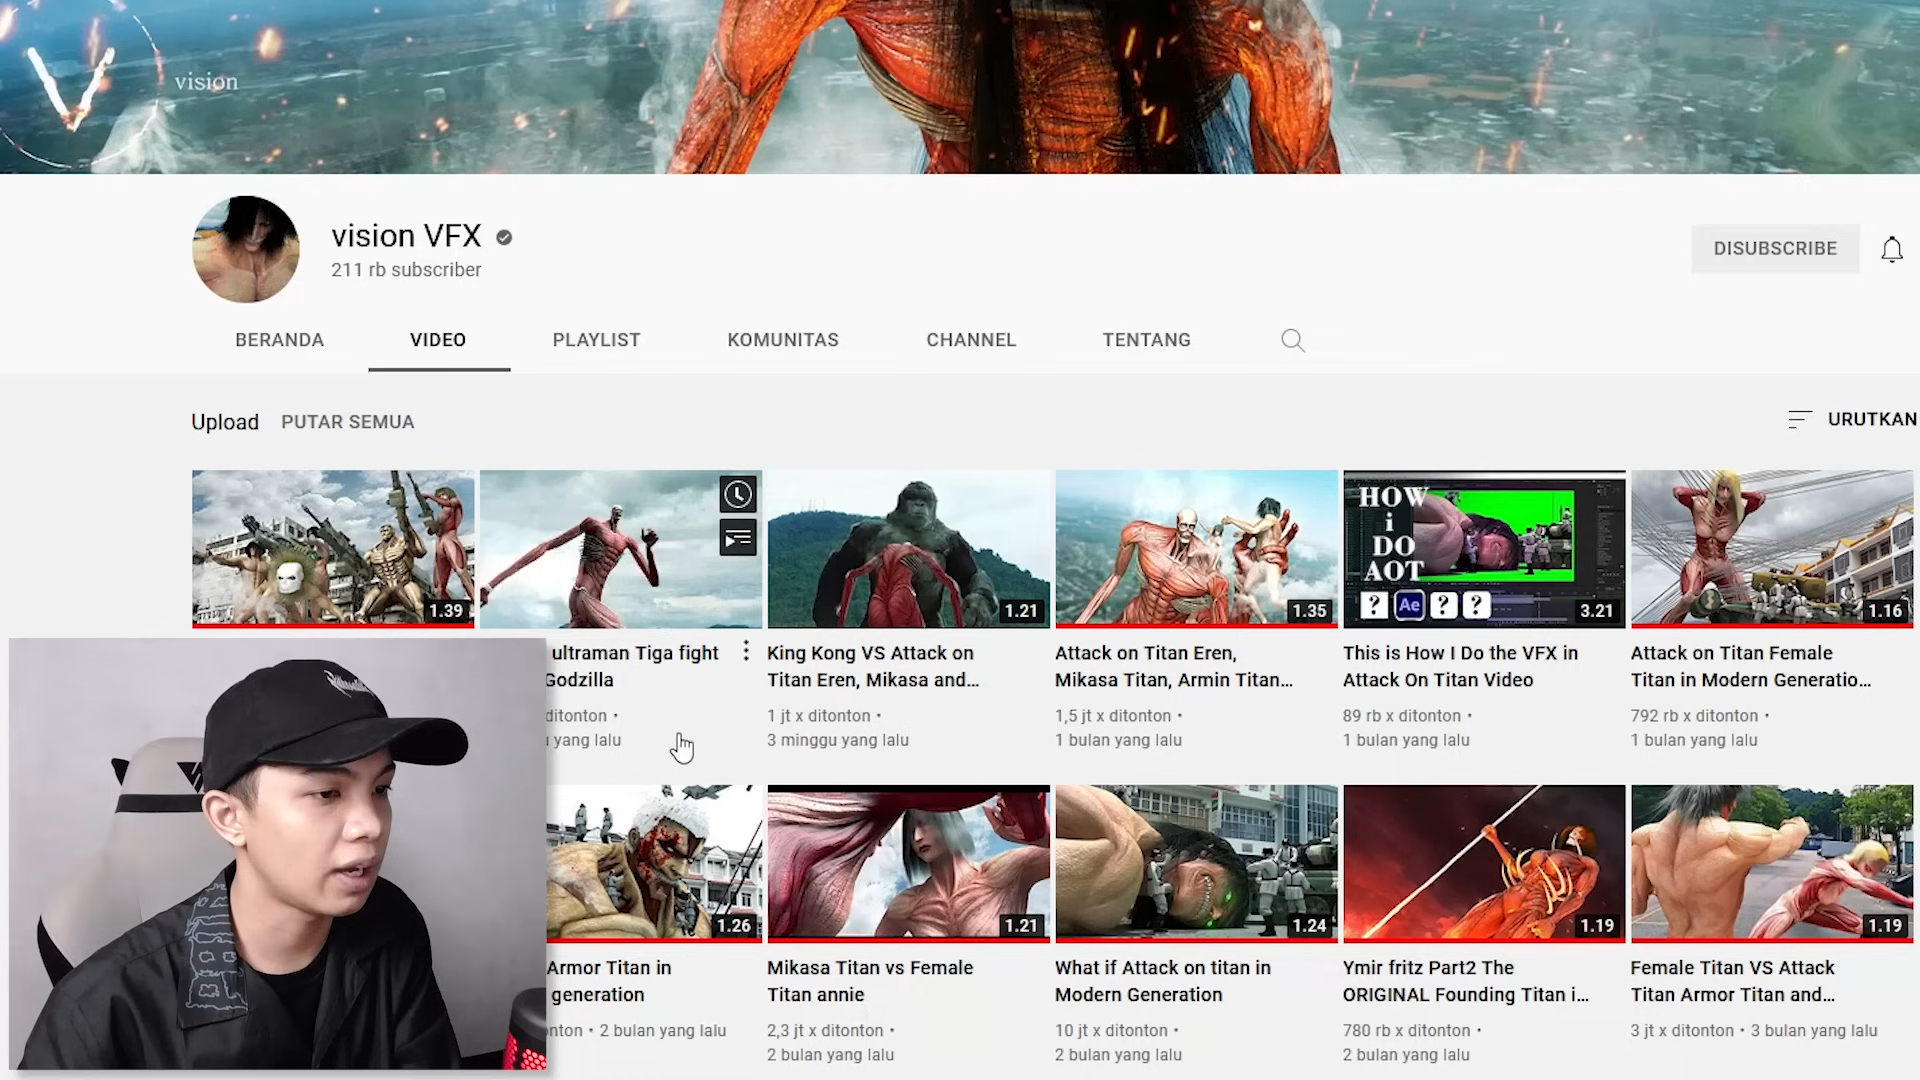 vision
vision VFX
211 rb subscriber
DISUBSCRIBE
BERANDA
VIDEO
PLAYLIST
KOMUNITAS
CHANNEL
TENTANG
Upload
PUTAR SEMUA
URUTKAN
1.39
1.21
1.35
HOW
i
DO
AOT
? Ae ? ?
3.21
1.16
ultraman Tiga fight
Godzilla
ditonton •
yang lalu
King Kong VS Attack on
Titan Eren, Mikasa and...
1 jt x ditonton •
3 minggu yang lalu
Attack on Titan Eren,
Mikasa Titan, Armin Titan...
1,5 jt x ditonton •
1 bulan yang lalu
This is How I Do the VFX in
Attack On Titan Video
89 rb x ditonton •
1 bulan yang lalu
Attack on Titan Female
Titan in Modern Generatio...
792 rb x ditonton •
1 bulan yang lalu
1.26
1.21
1.24
1.19
1.19
Armor Titan in
generation
• 2 bulan yang lalu
Mikasa Titan vs Female
Titan annie
2,3 jt x ditonton •
2 bulan yang lalu
What if Attack on titan in
Modern Generation
10 jt x ditonton •
2 bulan yang lalu
Ymir fritz Part2 The
ORIGINAL Founding Titan i...
780 rb x ditonton •
2 bulan yang lalu
Female Titan VS Attack
Titan Armor Titan and...
3 jt x ditonton • 3 bulan yang lalu